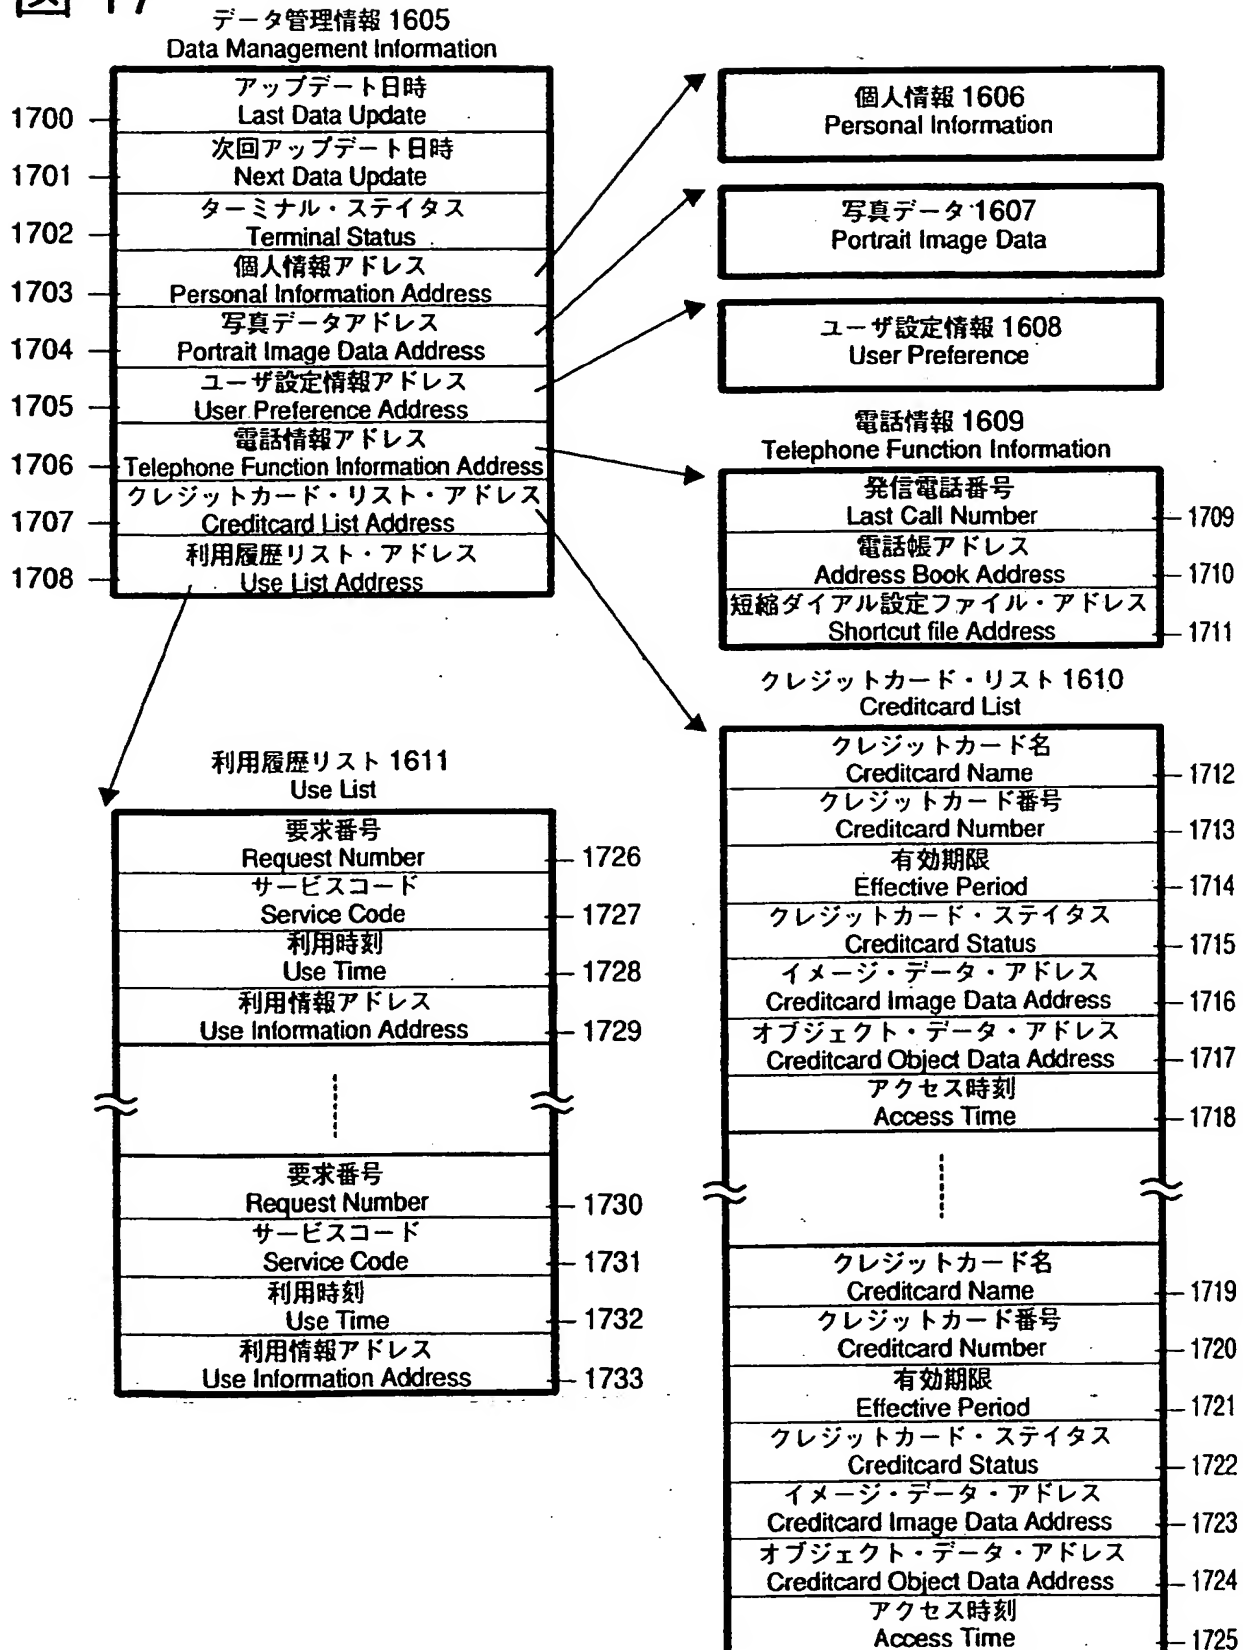 図 17
データ管理情報 1605
Data Management Information
アップデート日時
1700 Last Data Update
次回アップデート日時
1701 Next Data Update
ターミナル・ステイタス
1702 Terminal Status
個人情報アドレス
1703 Personal Information Address
写真データアドレス
1704 Portrait Image Data Address
ユーザ設定情報アドレス
1705 User Preference Address
電話情報アドレス
1706 Telephone Function Information Address
クレジットカード・リスト・アドレス
1707 Creditcard List Address
利用履歴リスト・アドレス
1708 Use List Address
個人情報 1606
Personal Information
写真データ 1607
Portrait Image Data
ユーザ設定情報 1608
User Preference
電話情報 1609
Telephone Function Information
発信電話番号
Last Call Number 1709
電話帳アドレス
Address Book Address 1710
短縮ダイアル設定ファイル・アドレス
Shortcut file Address 1711
利用履歴リスト 1611
Use List
要求番号
Request Number 1726
サービスコード
Service Code 1727
利用時刻
Use Time 1728
利用情報アドレス
Use Information Address 1729
要求番号
Request Number 1730
サービスコード
Service Code 1731
利用時刻
Use Time 1732
利用情報アドレス
Use Information Address 1733
クレジットカード・リスト 1610
Creditcard List
クレジットカード名
Creditcard Name 1712
クレジットカード番号
Creditcard Number 1713
有効期限
Effective Period 1714
クレジットカード・ステイタス
Creditcard Status 1715
イメージ・データ・アドレス
Creditcard Image Data Address 1716
オブジェクト・データ・アドレス
Creditcard Object Data Address 1717
アクセス時刻
Access Time 1718
クレジットカード名
Creditcard Name 1719
クレジットカード番号
Creditcard Number 1720
有効期限
Effective Period 1721
クレジットカード・ステイタス
Creditcard Status 1722
イメージ・データ・アドレス
Creditcard Image Data Address 1723
オブジェクト・データ・アドレス
Creditcard Object Data Address 1724
アクセス時刻
Access Time 1725